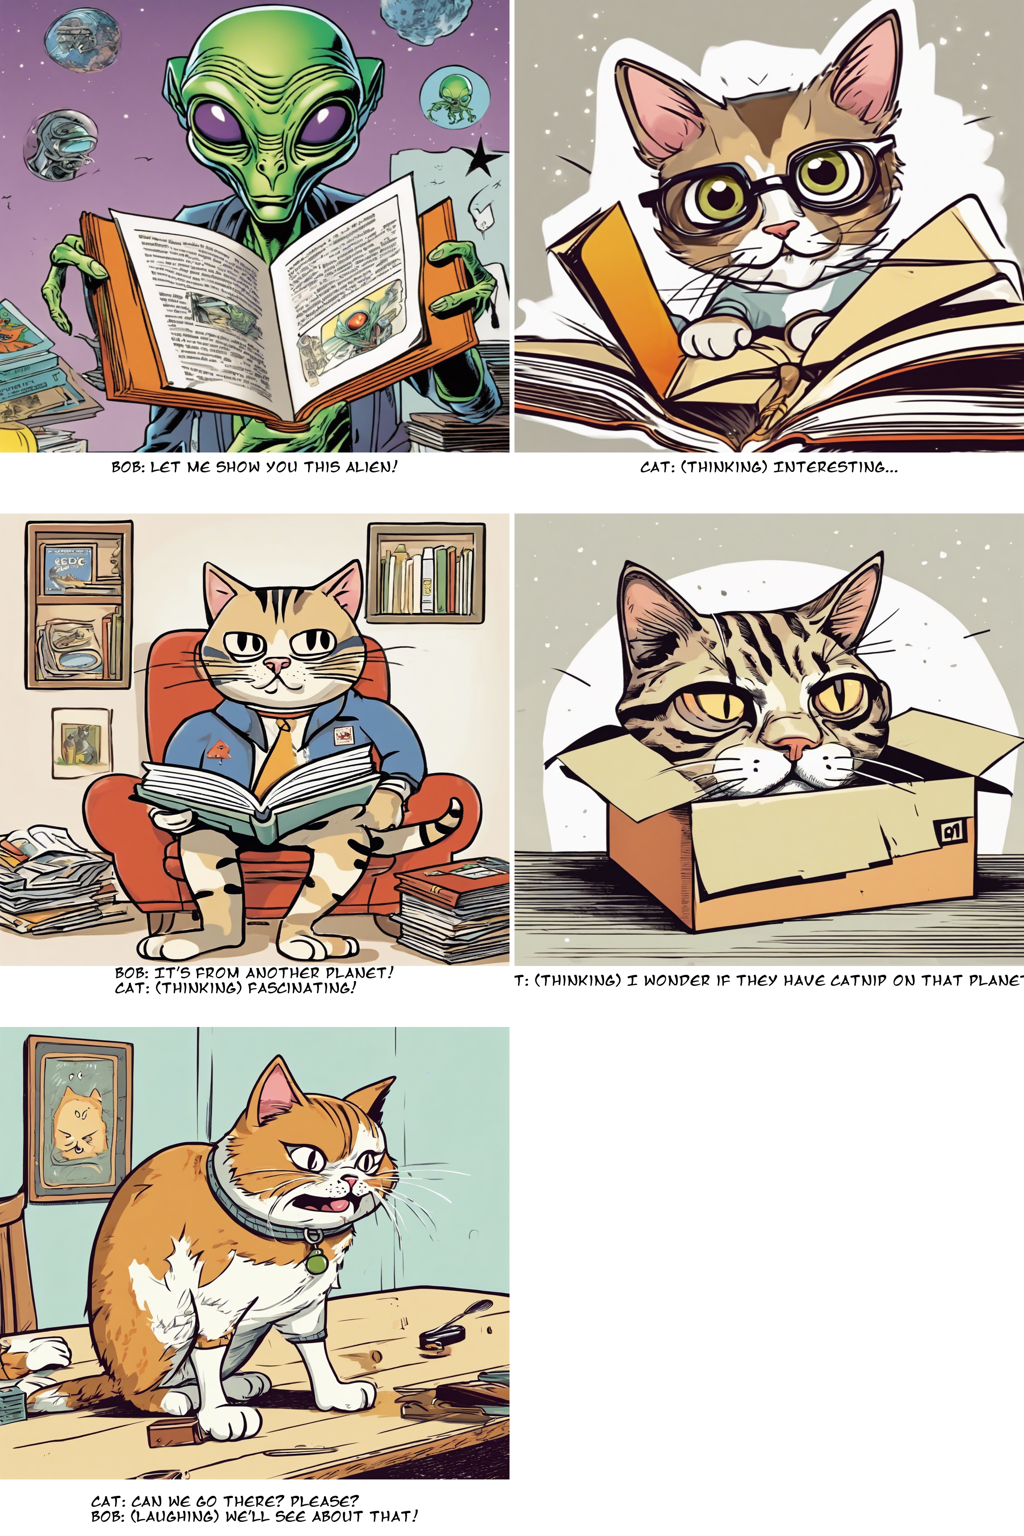 BOB: LET ME SHOW YOU THIS ALIEN!
CAT: (THINKING) INTERESTING...
BOB: IT'S FROM ANOTHER PLANET!
CAT: (THINKING) FASCINATING!
T: (THINKING) I WONDER IF THEY HAVE CATNIP ON THAT PLANET
CAT: CAN WE GO THERE? PLEASE?
BOB: (LAUGHING) WE'LL SEE ABOUT THAT!